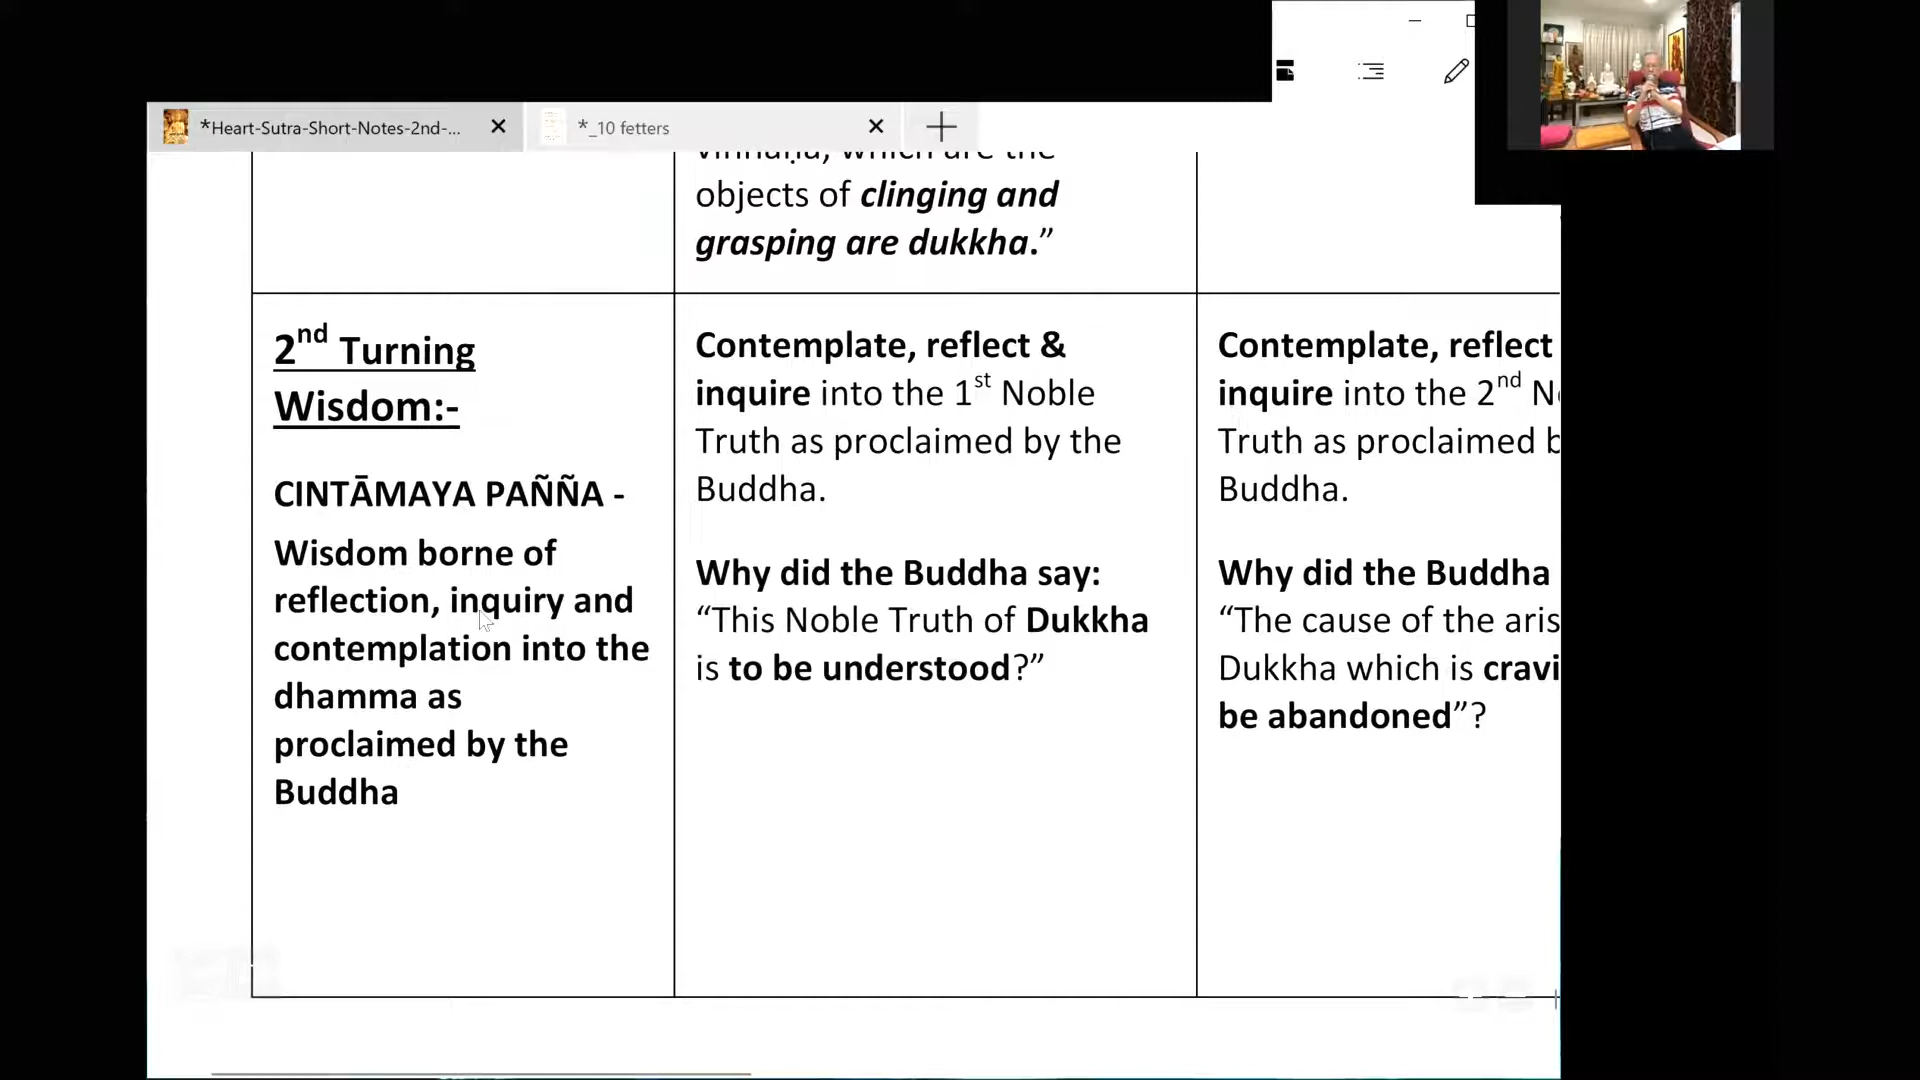 *Heart-Sutra-Short-Notes-2nd-...
*_10 fetters
viññāṇa, which are the
objects of clinging and
grasping are dukkha.”
2nd Turning
Wisdom:-
CINTĀMAYA PAÑÑA -
Wisdom borne of
reflection, inquiry and
contemplation into the
dhamma as
proclaimed by the
Buddha
Contemplate, reflect &
inquire into the 1st Noble
Truth as proclaimed by the
Buddha.
Why did the Buddha say:
“This Noble Truth of Dukkha
is to be understood?”
Contemplate, reflect
inquire into the 2nd
Truth as proclaimed
Buddha.
Why did the Buddha
“The cause of the aris
Dukkha which is cravi
be abandoned”?